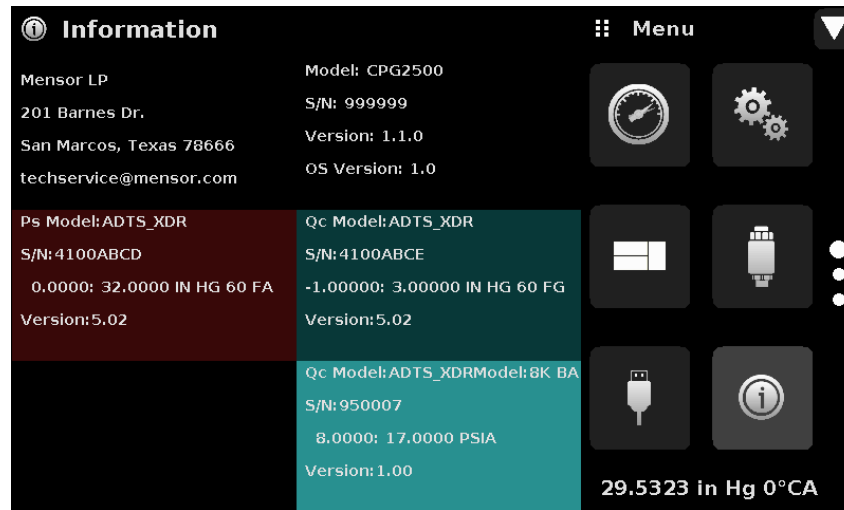 Information
Mensor LP
201 Barnes Dr.
San Marcos, Texas 78666
techservice@mensor.com
Model: CPG2500
S/N: 999999
Version: 1.1.0
OS Version: 1.0
Ps Model:ADTS_XDR
S/N:4100ABCD
0.0000: 32.0000 IN HG 60 FA
Version:5.02
Qc Model:ADTS_XDR
S/N:4100ABCE
-1.00000: 3.00000 IN HG 60 FG
Version:5.02
Qc Model:ADTS_XDRModel:8K BA
S/N:950007
8.0000: 17.0000 PSIA
Version:1.00
Menu
29.5323 in Hg 0°CA